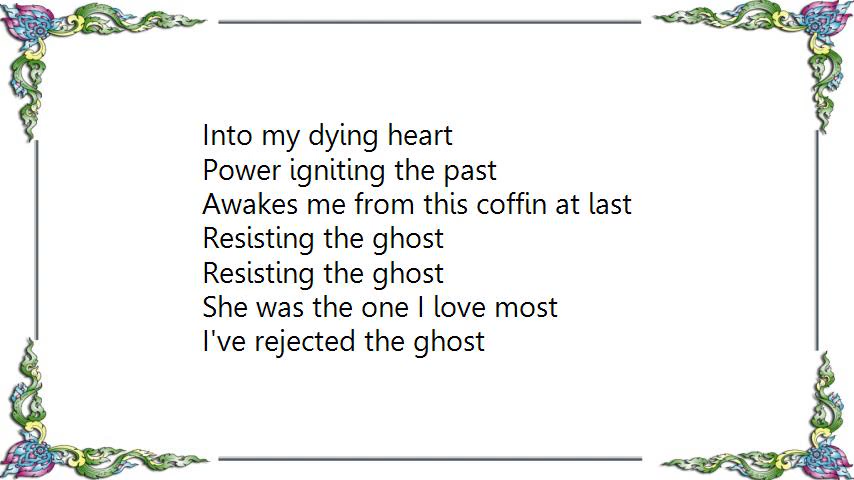 Into my dying heart
Power igniting the past
Awakes me from this coffin at last
Resisting the ghost
Resisting the ghost
She was the one I love most
I've rejected the ghost